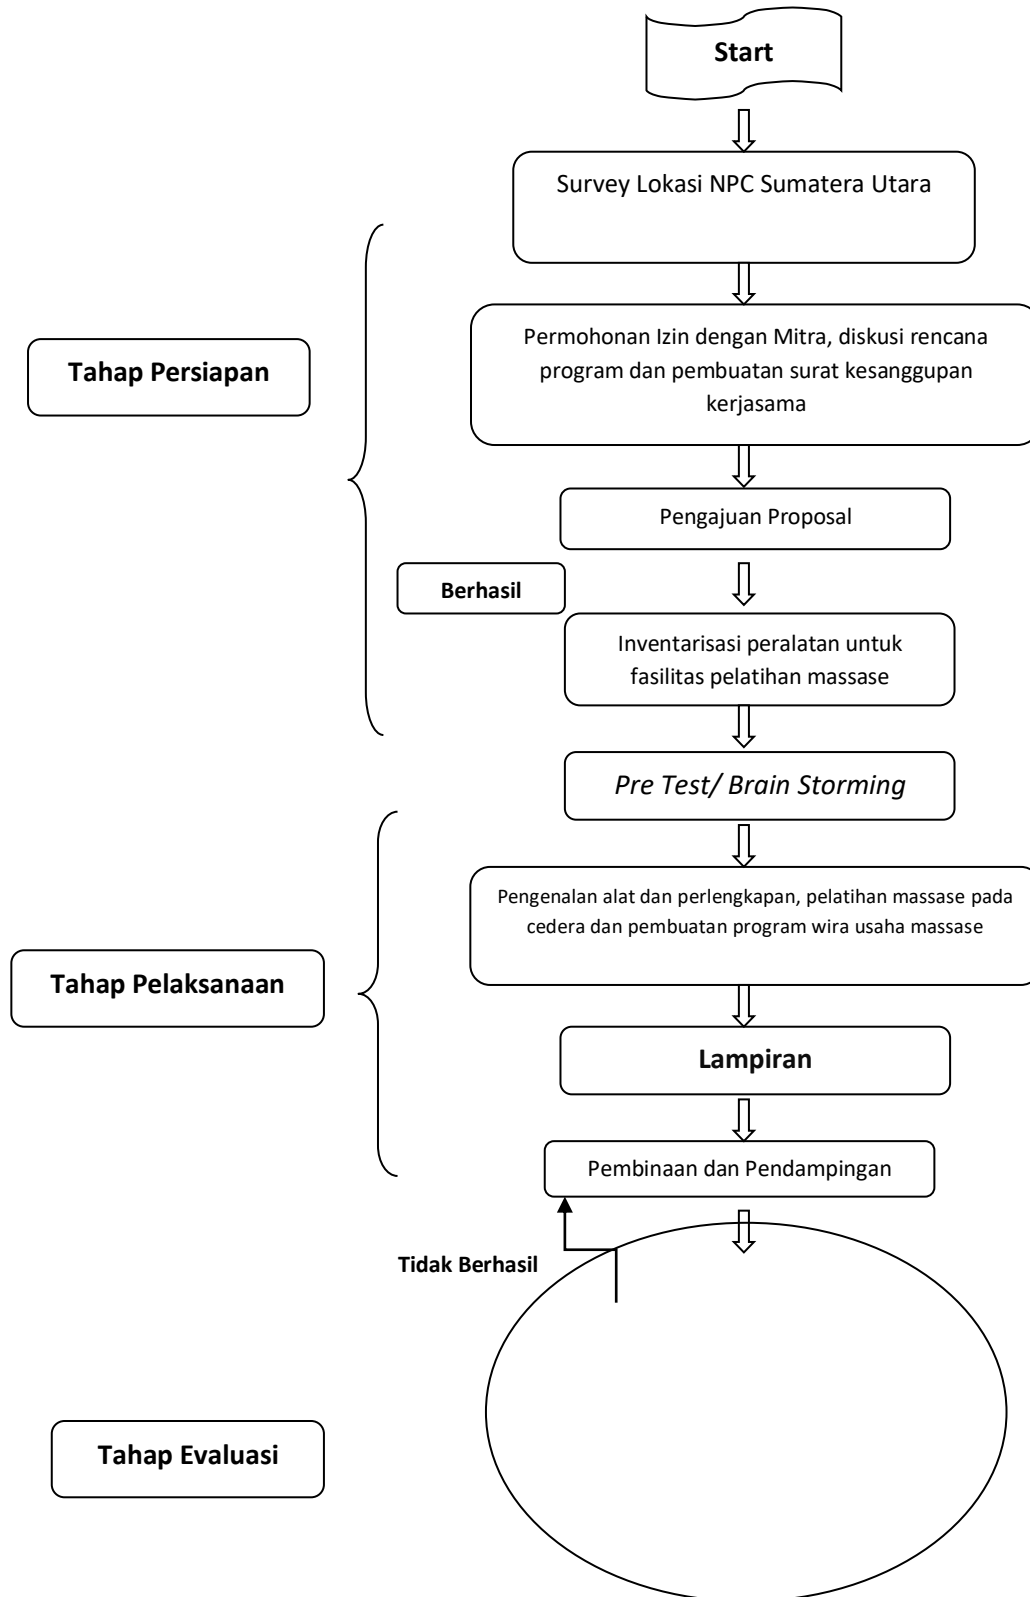 Start
Survey Lokasi NPC Sumatera Utara
Tahap Persiapan
Permohonan Izin dengan Mitra, diskusi rencana
program dan pembuatan surat kesanggupan
kerjasama
Pengajuan Proposal
Berhasil
Inventarisasi peralatan untuk
fasilitas pelatihan massase
Pre Test/ Brain Storming
Pengenalan alat dan perlengkapan, pelatihan massase pada
cedera dan pembuatan program wira usaha massase
Tahap Pelaksanaan
Lampiran
Pembinaan dan Pendampingan
Tidak Berhasil
Tahap Evaluasi